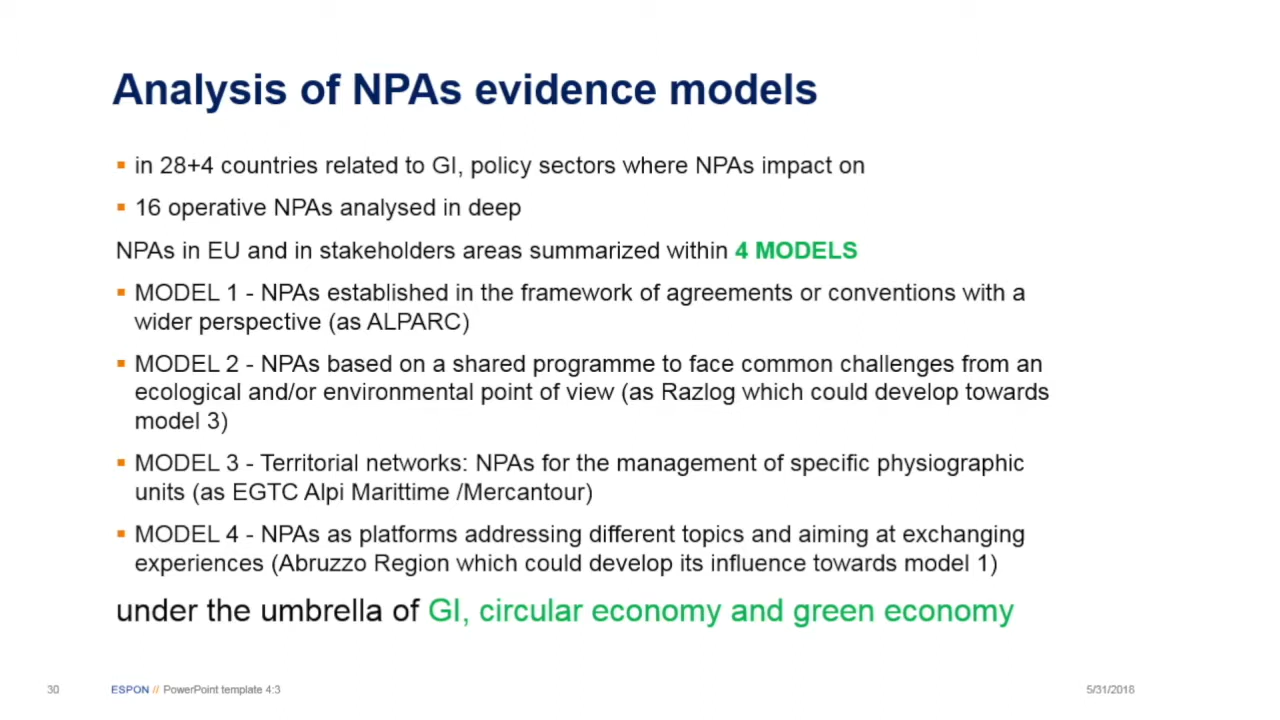 Analysis of NPAs evidence models
in 28+4 countries related to GI, policy sectors where NPAs impact on
16 operative NPAs analysed in deep
NPAs in EU and in stakeholders areas summarized within 4 MODELS
MODEL 1 - NPAs established in the framework of agreements or conventions with a
wider perspective (as ALPARC)
MODEL 2 - NPAs based on a shared programme to face common challenges from an
ecological and/or environmental point of view (as Razlog which could develop towards
model 3)
MODEL 3 - Territorial networks: NPAs for the management of specific physiographic
units (as EGTC Alpi Marittime /Mercantour)
MODEL 4 - NPAs as platforms addressing different topics and aiming at exchanging
experiences (Abruzzo Region which could develop its influence towards model 1)
under the umbrella of GI, circular economy and green economy
30 ESPON // PowerPoint template 4:3 5/31/2018